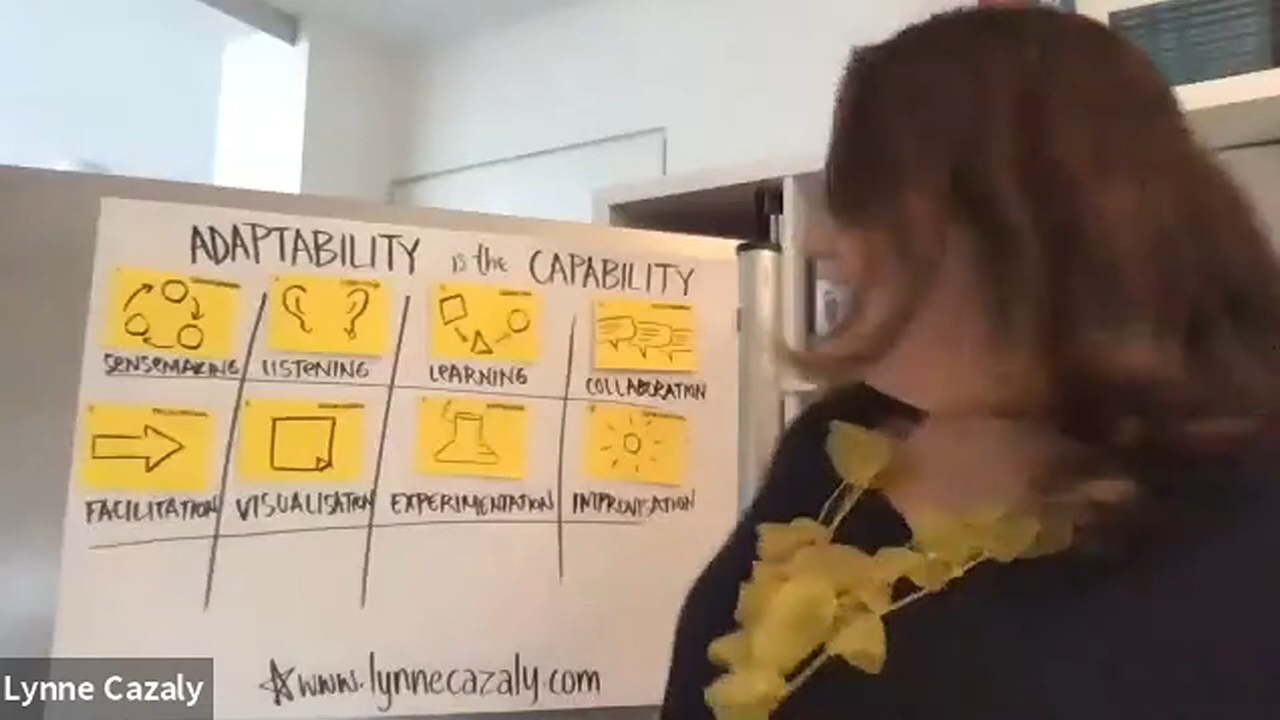 ADAPTABILITY is the CAPABILITY
SENSEMAKING LISTENING LEARNING COLLABORATION
FACILITATION VISUALISATION EXPERIMENTATION IMPROVISATION
www.lynnecazaly.com
Lynne Cazaly